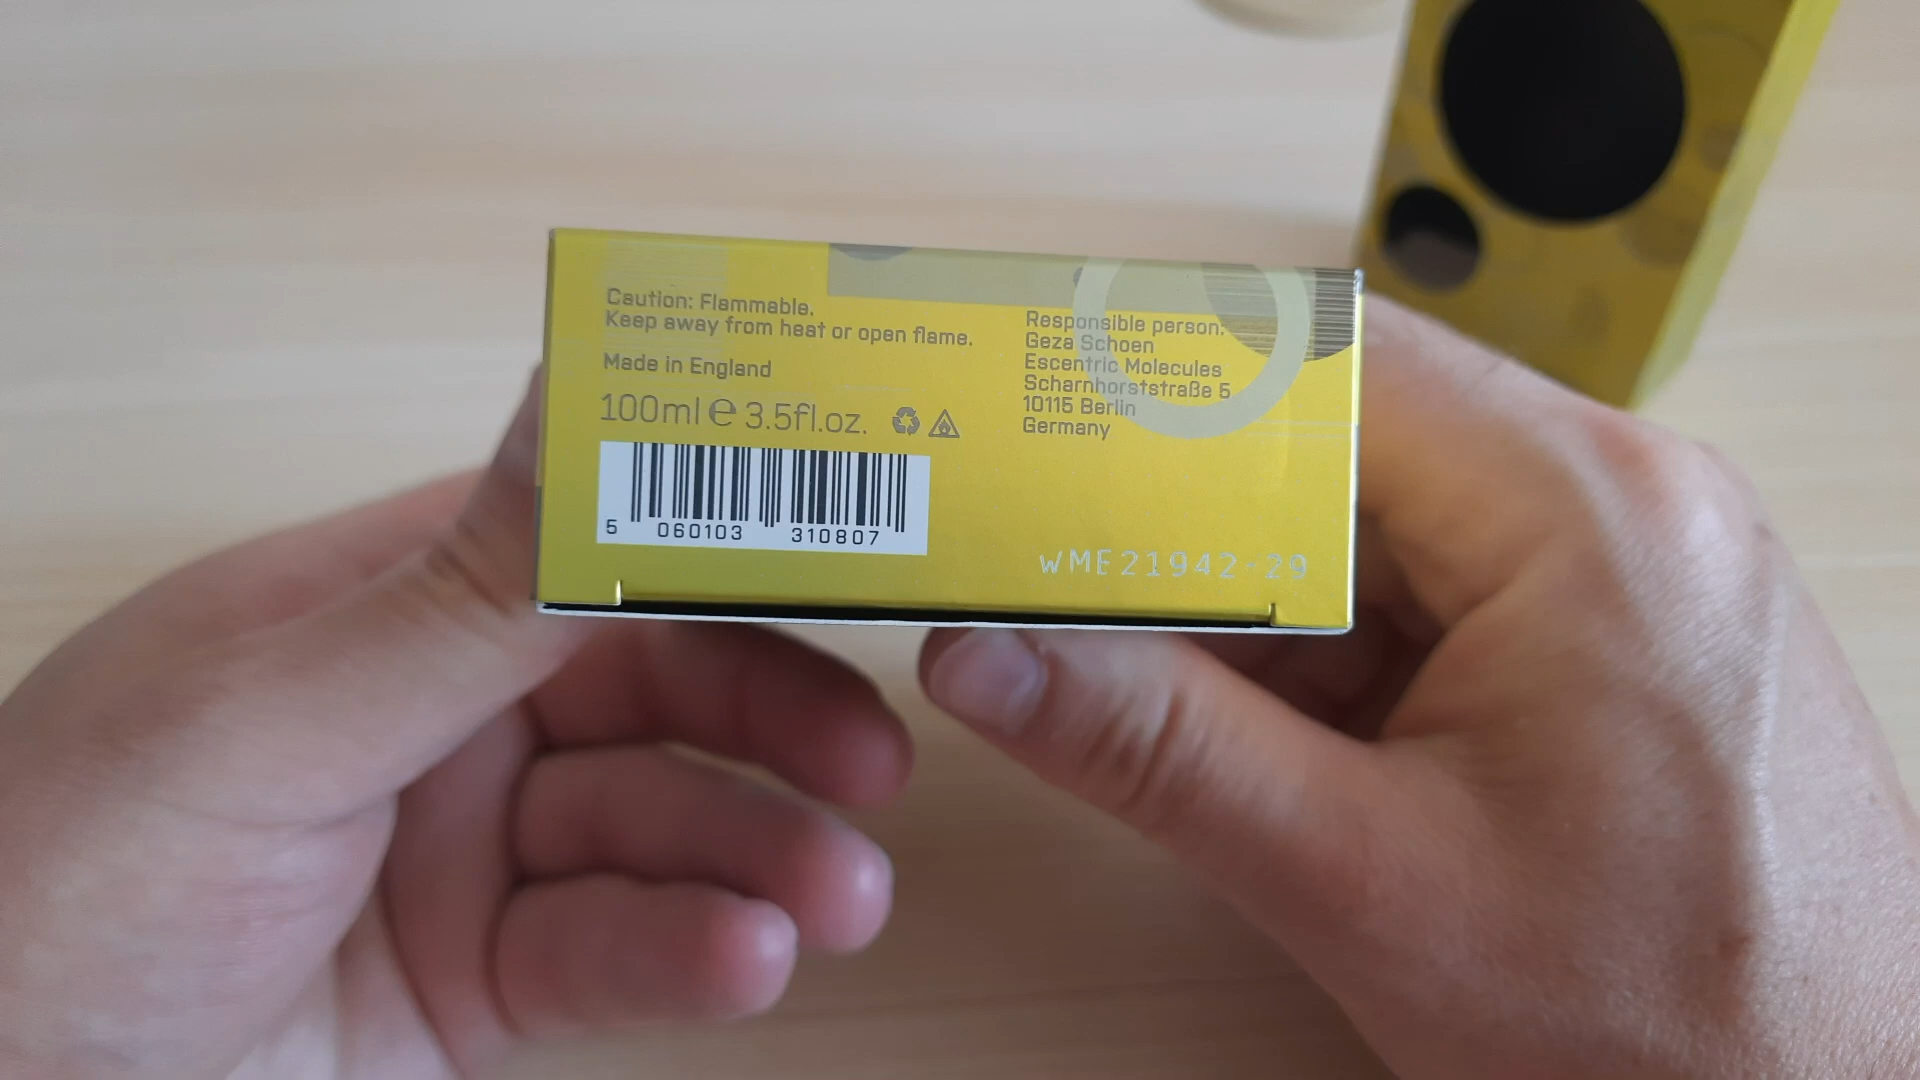 Caution: Flammable.
Keep away from heat or open flame.
Made in England
100ml e 3.5fl.oz.
5 060103 310807
Responsible person:
Geza Schoen
Escentric Molecules
Scharnhorststraße 5
10115 Berlin
Germany
WME21942-29